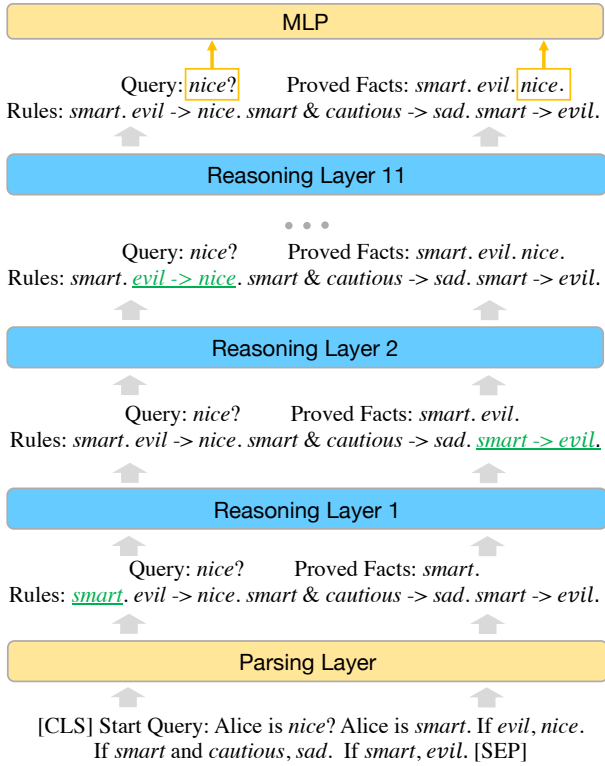 MLP
Query: nice? Proved Facts: smart. evil. nice.
Rules: smart. evil -> nice. smart & cautious -> sad. smart -> evil.
Reasoning Layer 11
• • •
Query: nice? Proved Facts: smart. evil. nice.
Rules: smart. evil -> nice. smart & cautious -> sad. smart -> evil.
Reasoning Layer 2
Query: nice? Proved Facts: smart. evil.
Rules: smart. evil -> nice. smart & cautious -> sad. smart -> evil.
Reasoning Layer 1
Query: nice? Proved Facts: smart.
Rules: smart. evil -> nice. smart & cautious -> sad. smart -> evil.
Parsing Layer
[CLS] Start Query: Alice is nice? Alice is smart. If evil, nice.
If smart and cautious, sad. If smart, evil. [SEP]